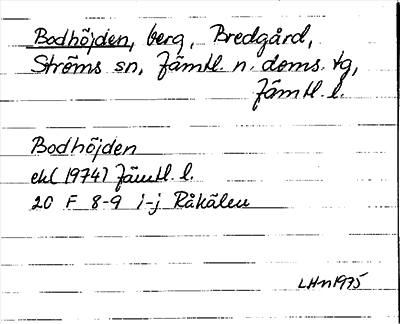 Bodhöjden, berg, Bredgård,
Ströms sn, Jämtl. n. doms. tg,
Jämtl. l.
Bodhöjden
ek (1974) Jämtl. l.
20 F 8-9 i-j Råkälen
LHn1975